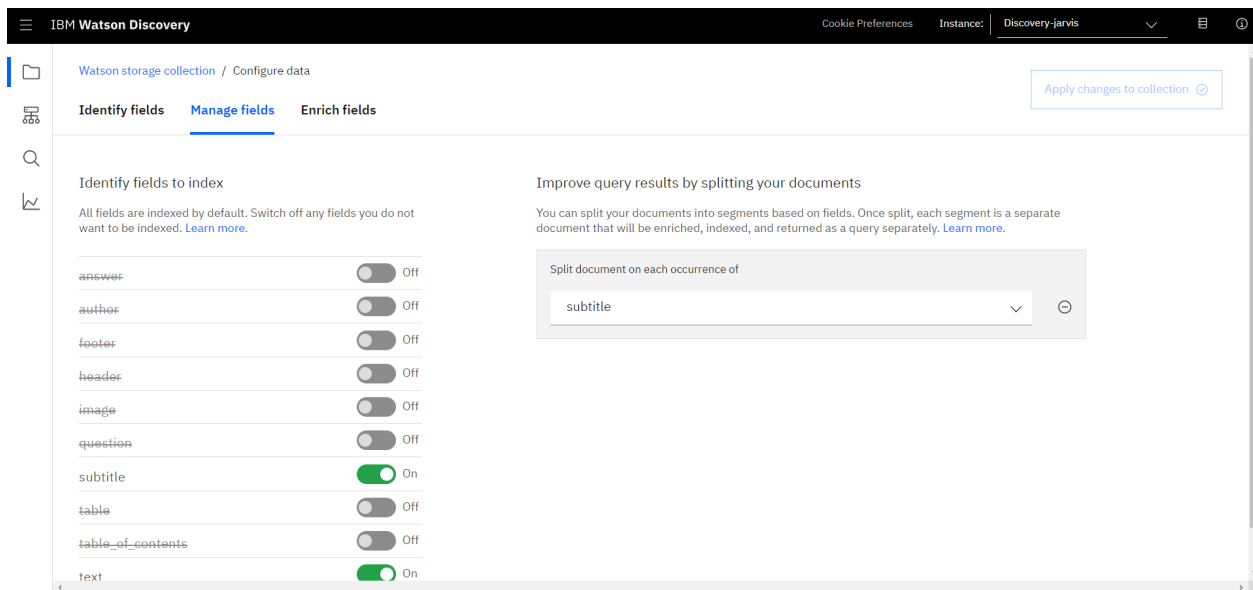 IBM Watson Discovery
Cookie Preferences
Instance:
Discovery-jarvis
Watson storage collection / Configure data
Apply changes to collection
Identify fields
Manage fields
Enrich fields
Identify fields to index
All fields are indexed by default. Switch off any fields you do not
want to be indexed. Learn more.
answer Off
author Off
footer Off
header Off
image Off
question Off
subtitle On
table Off
table_of_contents Off
text On
Improve query results by splitting your documents
You can split your documents into segments based on fields. Once split, each segment is a separate
document that will be enriched, indexed, and returned as a query separately. Learn more.
Split document on each occurrence of
subtitle